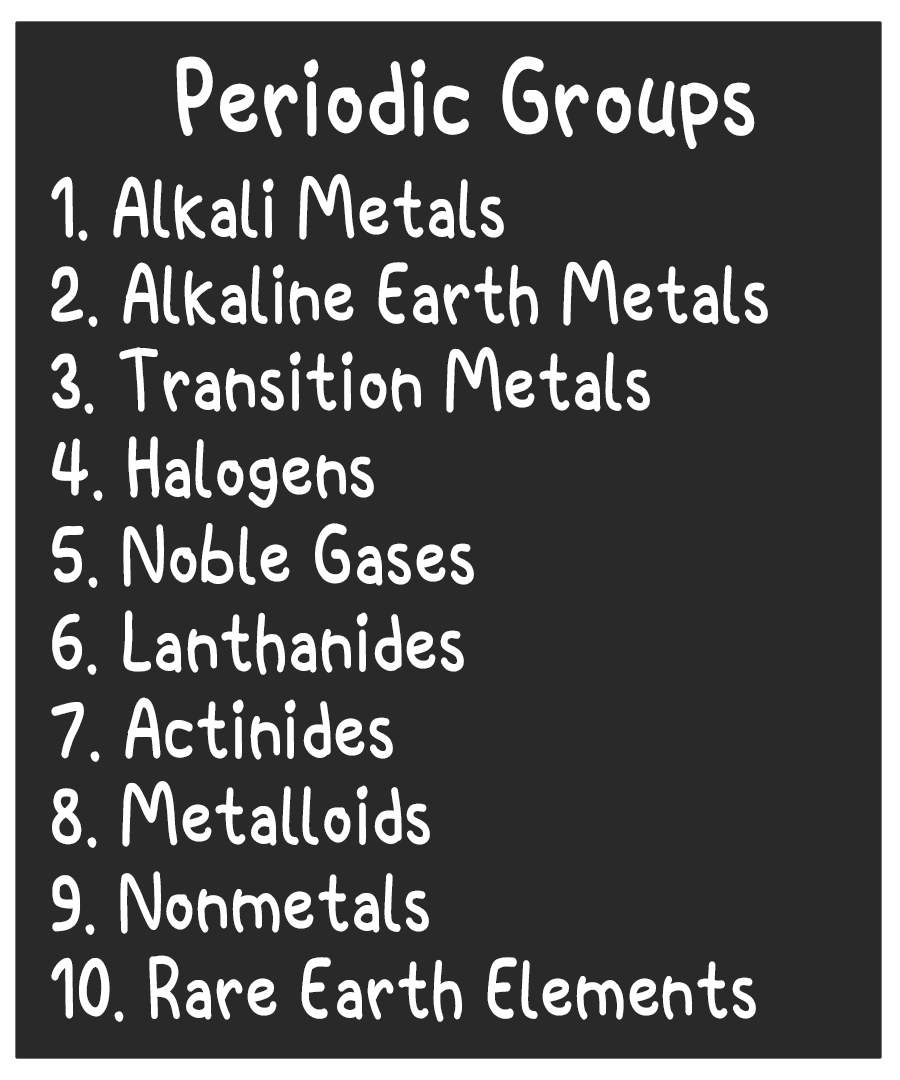 Periodic Groups
1. Alkali Metals
2. Alkaline Earth Metals
3. Transition Metals
4. Halogens
5. Noble Gases
6. Lanthanides
7. Actinides
8. Metalloids
9. Nonmetals
10. Rare Earth Elements